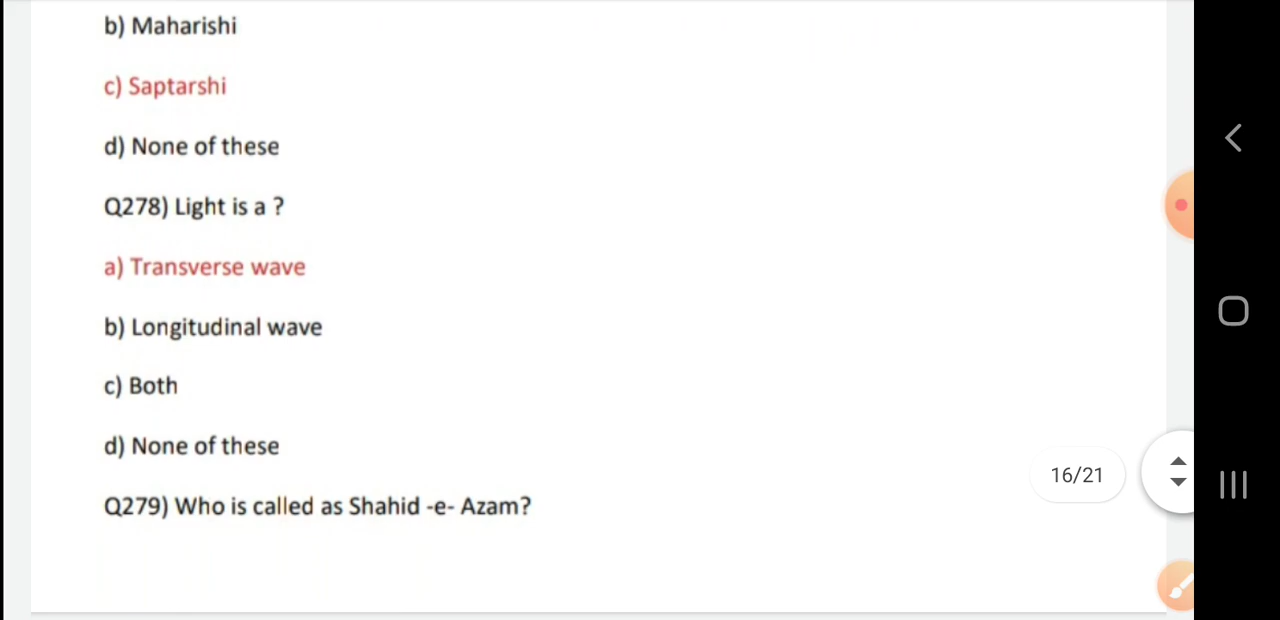 b) Maharishi
c) Saptarshi
d) None of these
Q278) Light is a ?
a) Transverse wave
b) Longitudinal wave
c) Both
d) None of these
16/21
Q279) Who is called as Shahid -e- Azam?